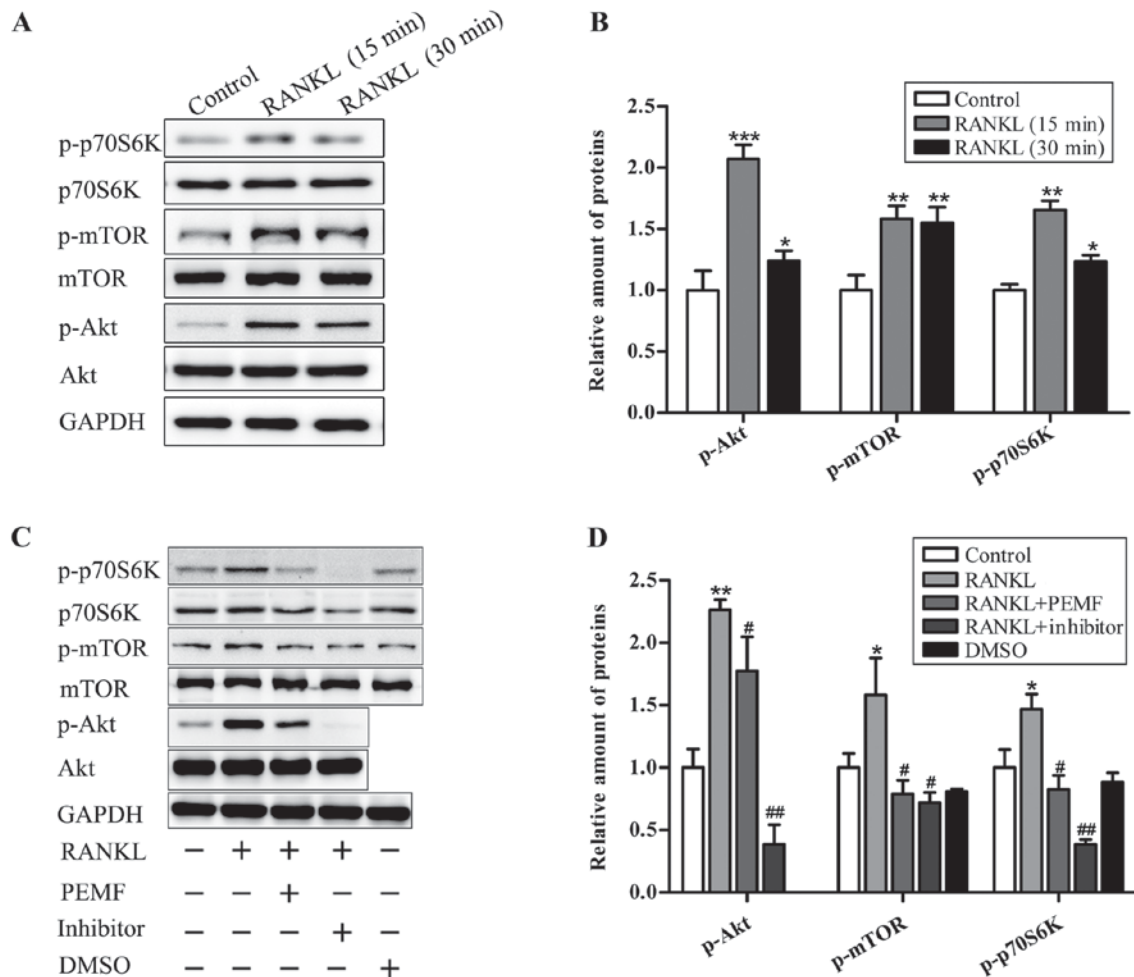 A
Control
RANKL (15 min)
RANKL (30 min)
p-p70S6K
p70S6K
p-mTOR
mTOR
p-Akt
Akt
GAPDH
B
Control
RANKL (15 min)
RANKL (30 min)
Relative amount of proteins
2.5
2.0
1.5
1.0
0.5
0.0
***
*
** **
**
*
p-Akt
p-mTOR
p-p70S6K
C
p-p70S6K
p70S6K
p-mTOR
mTOR
p-Akt
Akt
GAPDH
RANKL − + + + −
PEMF − − + − −
Inhibitor − − − + −
DMSO − − − − +
D
Control
RANKL
RANKL+PEMF
RANKL+inhibitor
DMSO
Relative amount of proteins
2.5
2.0
1.5
1.0
0.5
0.0
**
#
##
*
# #
*
#
##
p-Akt
p-mTOR
p-p70S6K